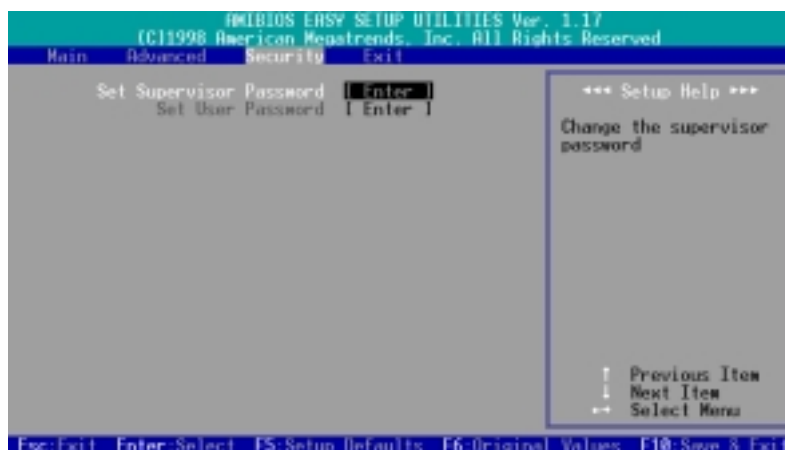 AMIBIOS EASY SETUP UTILITIES Ver. 1.17
(C)1998 American Megatrends, Inc. All Rights Reserved
Main Advanced Security Exit
Set Supervisor Password [ Enter ]
Set User Password [ Enter ]
*** Setup Help ***
Change the supervisor
password
↑ Previous Item
↓ Next Item
↔ Select Menu
Esc:Exit Enter:Select F5:Setup Defaults F6:Original Values F10:Save & Exit